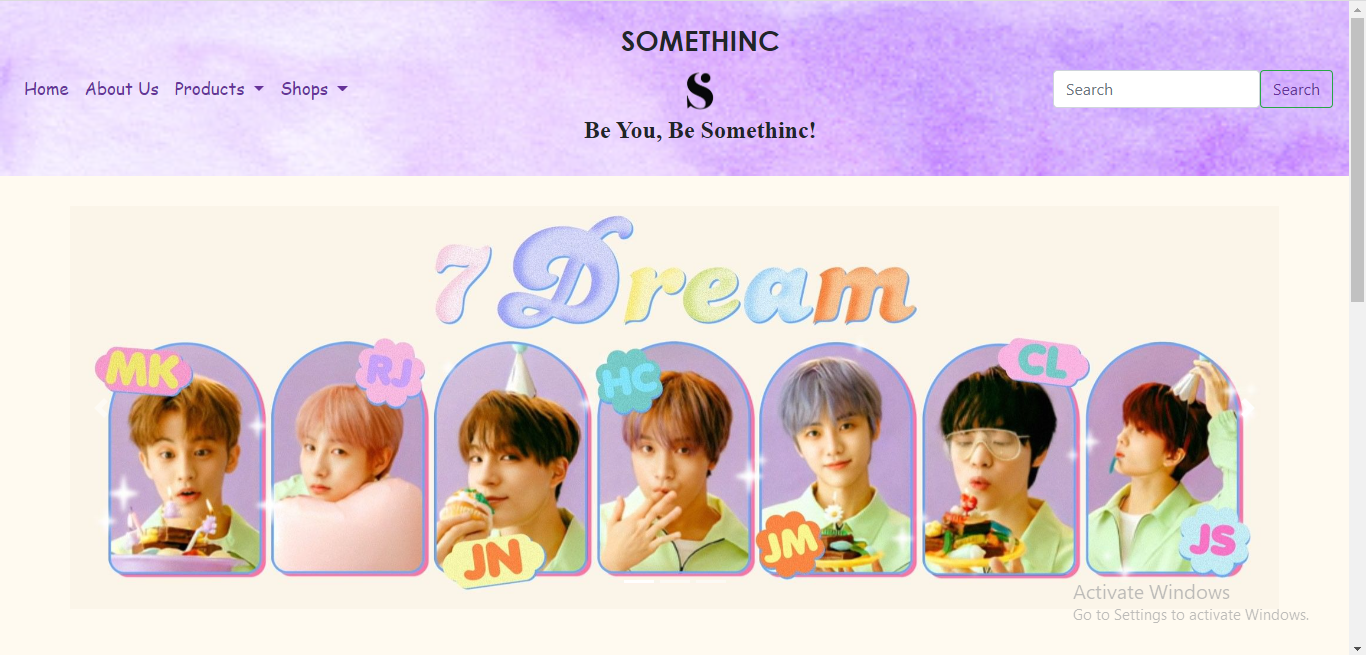 SOMETHINC
S
Be You, Be Somethinc!
Home About Us Products Shops
Search Search
7 Dream
MK
RJ
JN
HC
JM
CL
JS
Activate Windows
Go to Settings to activate Windows.